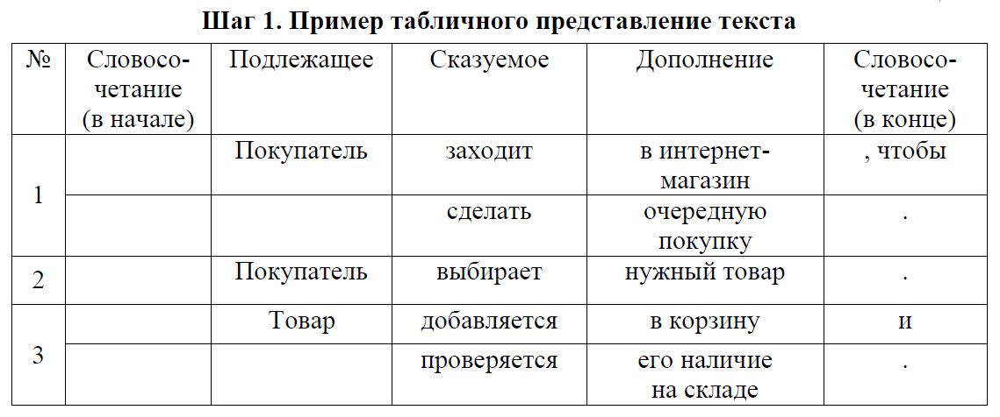 Шаг 1. Пример табличного представление текста
№ Словосо- Подлежащее Сказуемое Дополнение Словосо-
четание четание
(в начале) (в конце)
1 Покупатель заходит в интернет- , чтобы
магазин
сделать очередную .
покупку
2 Покупатель выбирает нужный товар .
3 Товар добавляется в корзину и
проверяется его наличие .
на складе